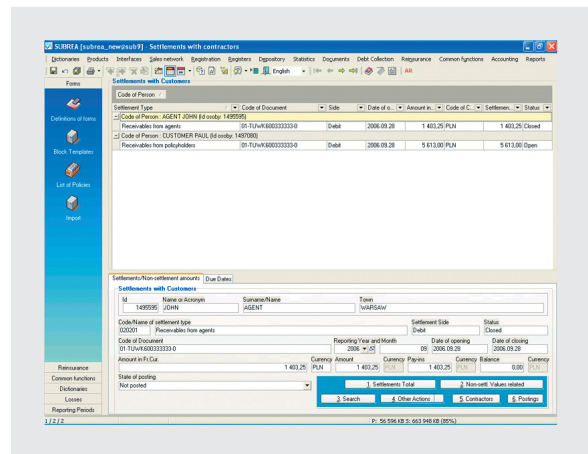 SUBREA [subrea_new@sub9] - Settlements with contractors
Dictionaries Products Interfaces Sales network Registration Registers Depository Statistics Documents Debt Collection Reinsurance Common functions Accounting Reports
English AR
Forms
Definitions of forms
Block Templates
List of Policies
Import
Reinsurance
Common functions
Dictionaries
Losses
Reporting Periods
Settlements with Customers
Code of Person
Settlement Type Code of Document Side Date of o... Amount in... Code of C... Settlemen... Status
Code of Person : AGENT JOHN (Id osoby: 1495595)
Receivables from agents 01-TUWK600333333-0 Debit 2006.09.28 1 403,25 PLN 1 403,25 Closed
Code of Person : CUSTOMER PAUL (Id osoby: 1497080)
Receivables from policyholders 01-TUWK600333333-0 Debit 2006.09.28 5 613,00 PLN 5 613,00 Open
Settlements/Non-settlement amounts Due Dates
Settlements with Customers
Id Name or Acronym Surname/Name Town
1495595 JOHN AGENT WARSAW
Code/Name of settlement type Settlement Side Status
020201 Receivables from agents Debit Closed
Code of Document Reporting Year and Month Date of opening Date of closing
01-TUWK600333333-0 2006 09 2006.09.28 2006.09.28
Amount in Fr.Cur. Currency Amount Currency Pay-ins Currency Balance Currency
1 403,25 PLN 1 403,25 PLN 1 403,25 PLN 0,00 PLN
State of posting
Not posted
1. Settlements Total 2. Non-settl. Values related
3. Search 4. Other Actions 5. Contractors 6. Postings
1 / 2 / 2 P: 56 596 KB S: 663 948 KB (85%)